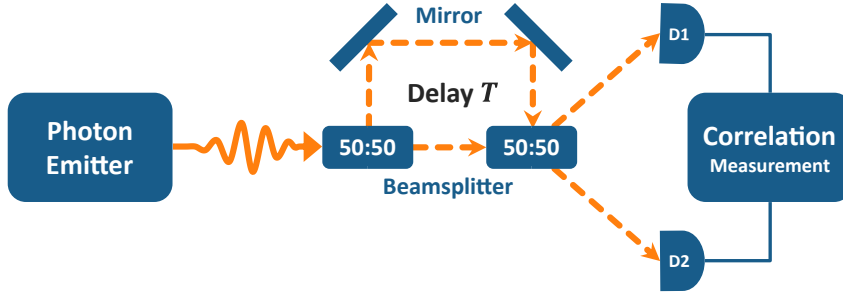 Mirror
D1
Delay T
Photon
Emitter
50:50
50:50
Correlation
Measurement
Beamsplitter
D2